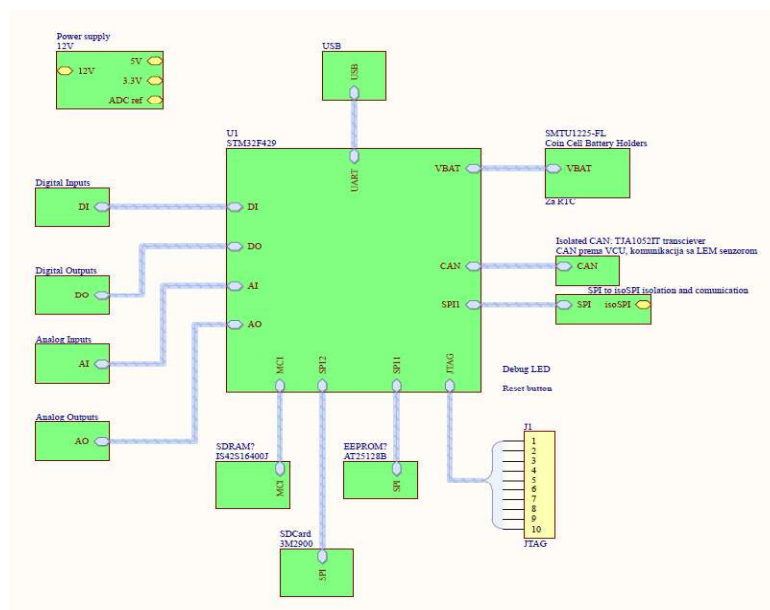 Power supply
12V
12V
5V
3.3V
ADC ref
USB
USB
U1
STM32F429
UART
VBAT
DI
DO
AI
AO
CAN
SPI1
MCI
SPI2
SPI1
JTAG
SMTU1225-FL
Coin Cell Battery Holders
VBAT
Za RTC
Isolated CAN: TJA1052IT transciever
CAN prema VCU, komunikacija sa LEM senzorom
CAN
SPI to isoSPI isolation and comunication
SPI
isoSPI
Digital Inputs
DI
Digital Outputs
DO
Analog Inputs
AI
Analog Outputs
AO
Debug LED
Reset button
SDRAM?
IS42S16400J
MCI
EEPROM?
AT25128B
SPI
SDCard
3M2900
SPI
J1
1
2
3
4
5
6
7
8
9
10
JTAG